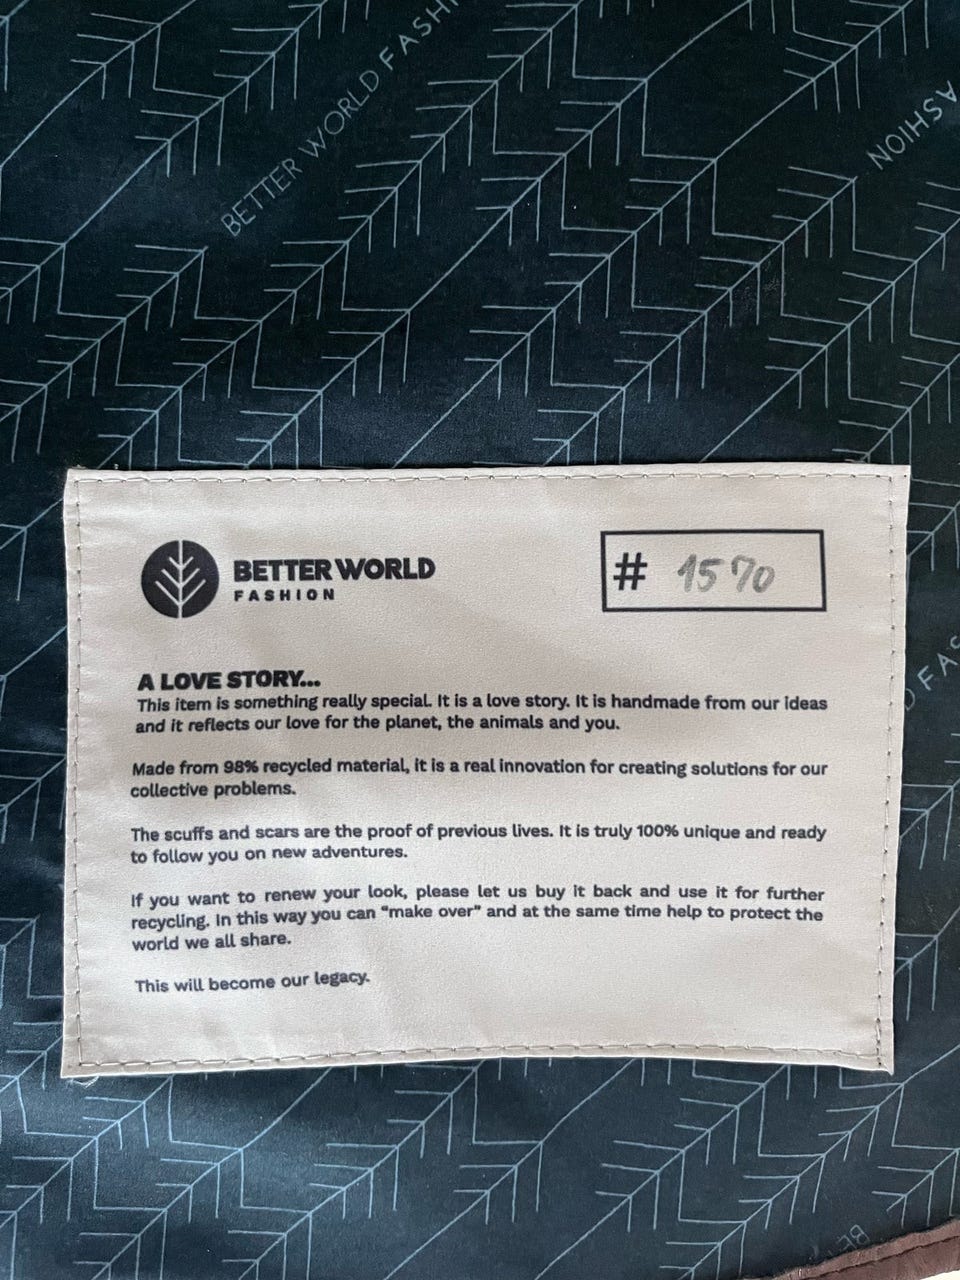 BETTER WORLD FASHI
ASHION
BETTER WORLD
FASHION
# 1570
A LOVE STORY...
This item is something really special. It is a love story. It is handmade from our ideas
and it reflects our love for the planet, the animals and you.
Made from 98% recycled material, it is a real innovation for creating solutions for our
collective problems.
The scuffs and scars are the proof of previous lives. It is truly 100% unique and ready
to follow you on new adventures.
If you want to renew your look, please let us buy it back and use it for further
recycling. In this way you can “make over” and at the same time help to protect the
world we all share.
This will become our legacy.
D FAS
BE